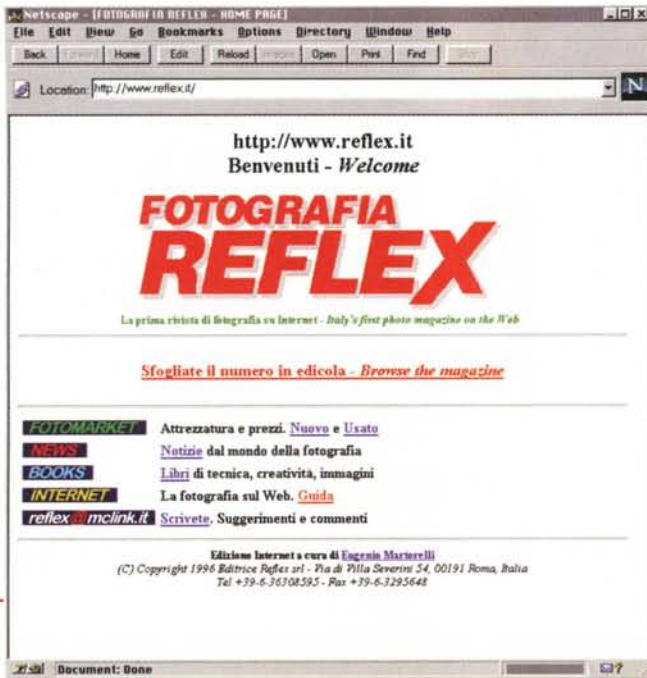 Netscape - [FOTOGRAFIA REFLEX - HOME PAGE]
File Edit View Go Bookmarks Options Directory Window Help
Back Forward Home Edit Reload Images Open Print Find Stop
Location: http://www.reflex.it/
N
http://www.reflex.it
Benvenuti - Welcome
FOTOGRAFIA
REFLEX
La prima rivista di fotografia su Internet - Italy's first photo magazine on the Web
Sfogliate il numero in edicola - Browse the magazine
FOTOMARKET Attrezzatura e prezzi. Nuovo e Usato
NEWS Notizie dal mondo della fotografia
BOOKS Libri di tecnica, creatività, immagini
INTERNET La fotografia sul Web. Guida
reflex@mclink.it Scrivete. Suggerimenti e commenti
Edizione Internet a cura di Eugenio Martorelli
(C) Copyright 1996 Editrice Reflex srl - Via di Villa Severini 54, 00191 Roma, Italia
Tel +39-6-36308595 - Fax +39-6-3295648
Document: Done